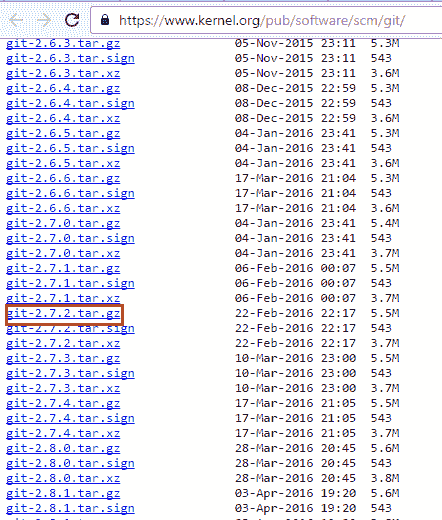 https://www.kernel.org/pub/software/scm/git/
git-2.6.3.tar.gz 05-Nov-2015 23:11 5.3M
git-2.6.3.tar.sign 05-Nov-2015 23:11 543
git-2.6.3.tar.xz 05-Nov-2015 23:11 3.6M
git-2.6.4.tar.gz 08-Dec-2015 22:59 5.3M
git-2.6.4.tar.sign 08-Dec-2015 22:59 543
git-2.6.4.tar.xz 08-Dec-2015 22:59 3.6M
git-2.6.5.tar.gz 04-Jan-2016 23:41 5.3M
git-2.6.5.tar.sign 04-Jan-2016 23:41 543
git-2.6.5.tar.xz 04-Jan-2016 23:41 3.6M
git-2.6.6.tar.gz 17-Mar-2016 21:04 5.3M
git-2.6.6.tar.sign 17-Mar-2016 21:04 543
git-2.6.6.tar.xz 17-Mar-2016 21:04 3.6M
git-2.7.0.tar.gz 04-Jan-2016 23:41 5.4M
git-2.7.0.tar.sign 04-Jan-2016 23:41 543
git-2.7.0.tar.xz 04-Jan-2016 23:41 3.7M
git-2.7.1.tar.gz 06-Feb-2016 00:07 5.5M
git-2.7.1.tar.sign 06-Feb-2016 00:07 543
git-2.7.1.tar.xz 06-Feb-2016 00:07 3.7M
git-2.7.2.tar.gz 22-Feb-2016 22:17 5.5M
git-2.7.2.tar.sign 22-Feb-2016 22:17 543
git-2.7.2.tar.xz 22-Feb-2016 22:17 3.7M
git-2.7.3.tar.gz 10-Mar-2016 23:00 5.5M
git-2.7.3.tar.sign 10-Mar-2016 23:00 543
git-2.7.3.tar.xz 10-Mar-2016 23:00 3.7M
git-2.7.4.tar.gz 17-Mar-2016 21:05 5.5M
git-2.7.4.tar.sign 17-Mar-2016 21:05 543
git-2.7.4.tar.xz 17-Mar-2016 21:05 3.7M
git-2.8.0.tar.gz 28-Mar-2016 20:45 5.6M
git-2.8.0.tar.sign 28-Mar-2016 20:45 543
git-2.8.0.tar.xz 28-Mar-2016 20:45 3.8M
git-2.8.1.tar.gz 03-Apr-2016 19:20 5.6M
git-2.8.1.tar.sign 03-Apr-2016 19:20 543